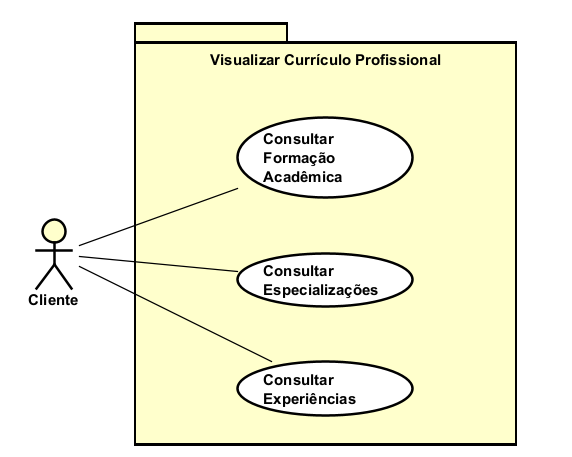 Visualizar Currículo Profissional
Consultar
Formação
Acadêmica
Consultar
Especializações
Cliente
Consultar
Experiências